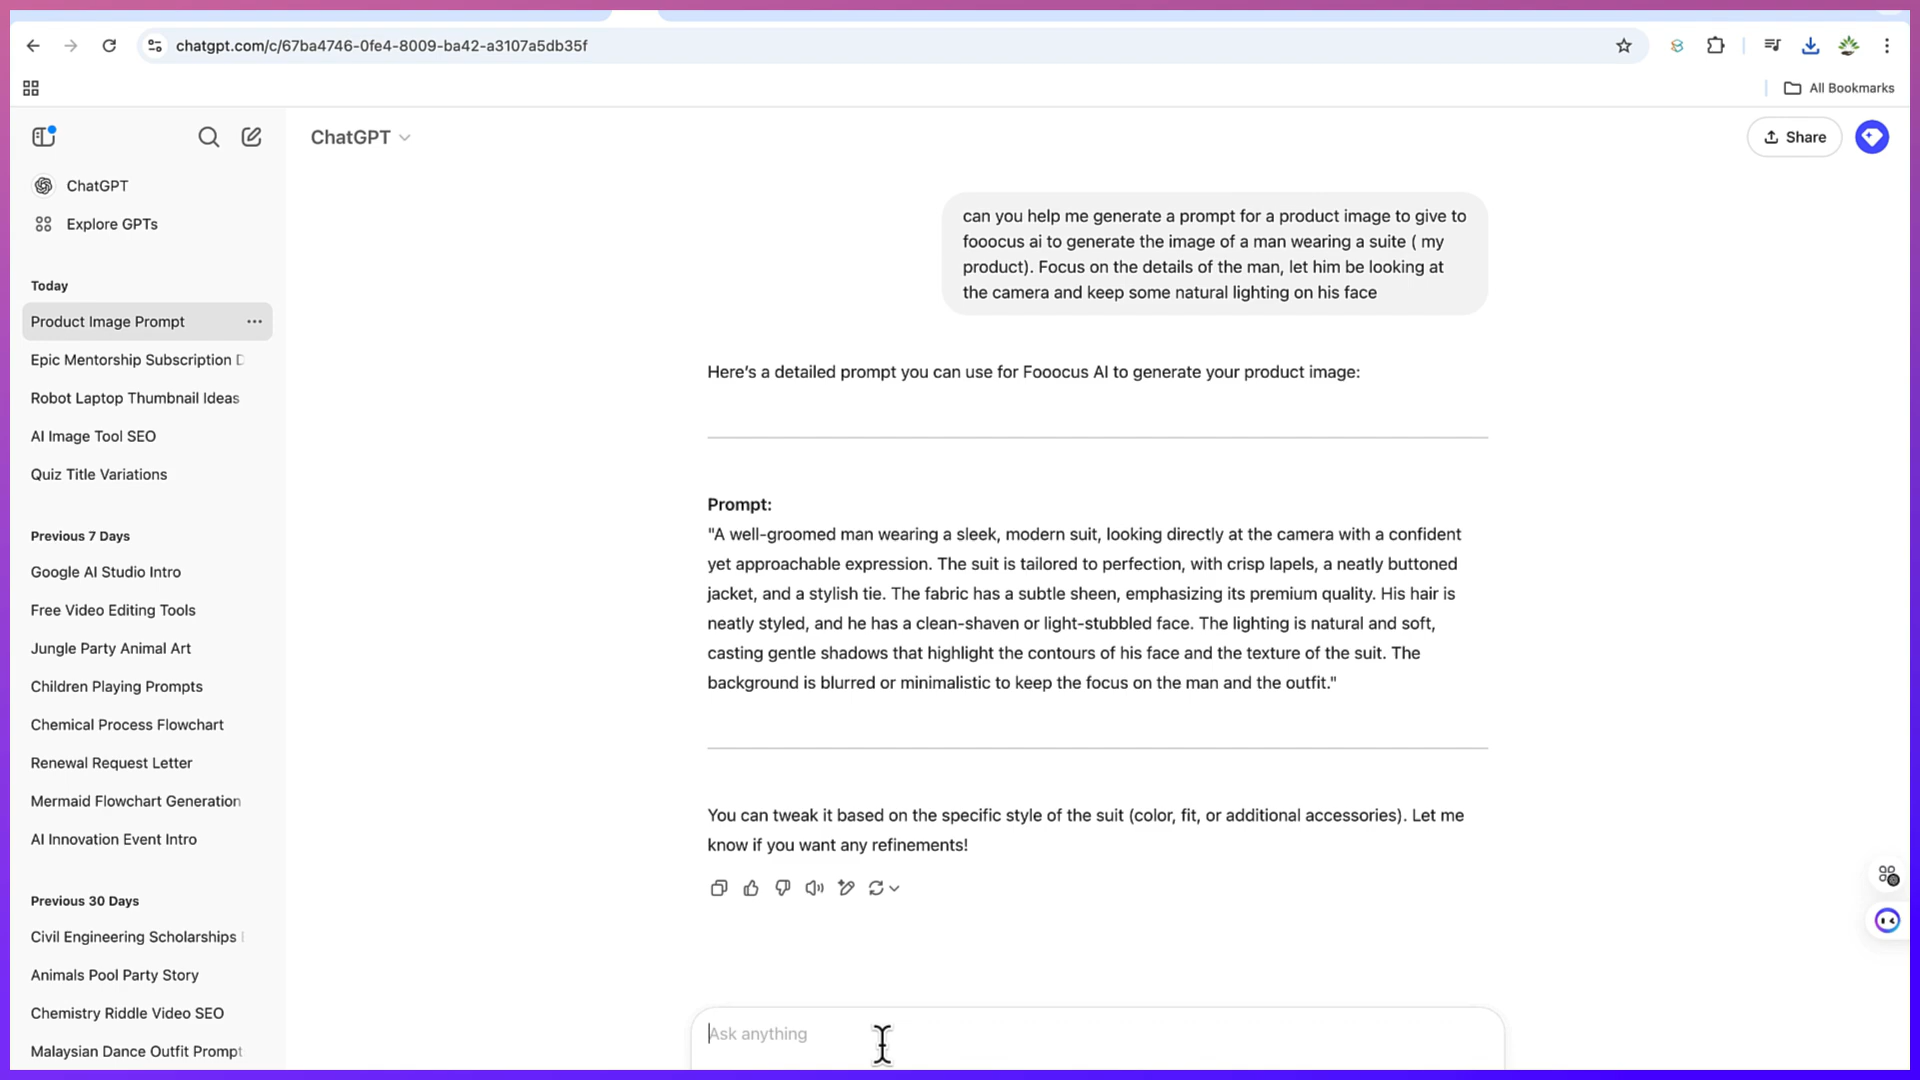 chatgpt.com/c/67ba4746-0fe4-8009-ba42-a3107a5db35f
All Bookmarks
ChatGPT
Explore GPTs
Today
Product Image Prompt
Epic Mentorship Subscription D
Robot Laptop Thumbnail Ideas
AI Image Tool SEO
Quiz Title Variations
Previous 7 Days
Google AI Studio Intro
Free Video Editing Tools
Jungle Party Animal Art
Children Playing Prompts
Chemical Process Flowchart
Renewal Request Letter
Mermaid Flowchart Generation
AI Innovation Event Intro
Previous 30 Days
Civil Engineering Scholarships
Animals Pool Party Story
Chemistry Riddle Video SEO
Malaysian Dance Outfit Prompt
ChatGPT
Share
can you help me generate a prompt for a product image to give to
fooocus ai to generate the image of a man wearing a suite ( my
product). Focus on the details of the man, let him be looking at
the camera and keep some natural lighting on his face
Here's a detailed prompt you can use for Fooocus AI to generate your product image:
Prompt:
"A well-groomed man wearing a sleek, modern suit, looking directly at the camera with a confident
yet approachable expression. The suit is tailored to perfection, with crisp lapels, a neatly buttoned
jacket, and a stylish tie. The fabric has a subtle sheen, emphasizing its premium quality. His hair is
neatly styled, and he has a clean-shaven or light-stubbled face. The lighting is natural and soft,
casting gentle shadows that highlight the contours of his face and the texture of the suit. The
background is blurred or minimalistic to keep the focus on the man and the outfit."
You can tweak it based on the specific style of the suit (color, fit, or additional accessories). Let me
know if you want any refinements!
Ask anything